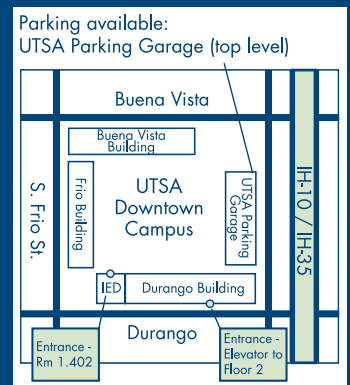 Parking available:
UTSA Parking Garage (top level)
Buena Vista
Buena Vista
Building
S. Frio St.
Frio Building
UTSA
Downtown
Campus
UTSA Parking
Garage
IH-10 / IH-35
IED
Durango Building
Entrance -
Rm 1.402
Durango
Entrance -
Elevator to
Floor 2